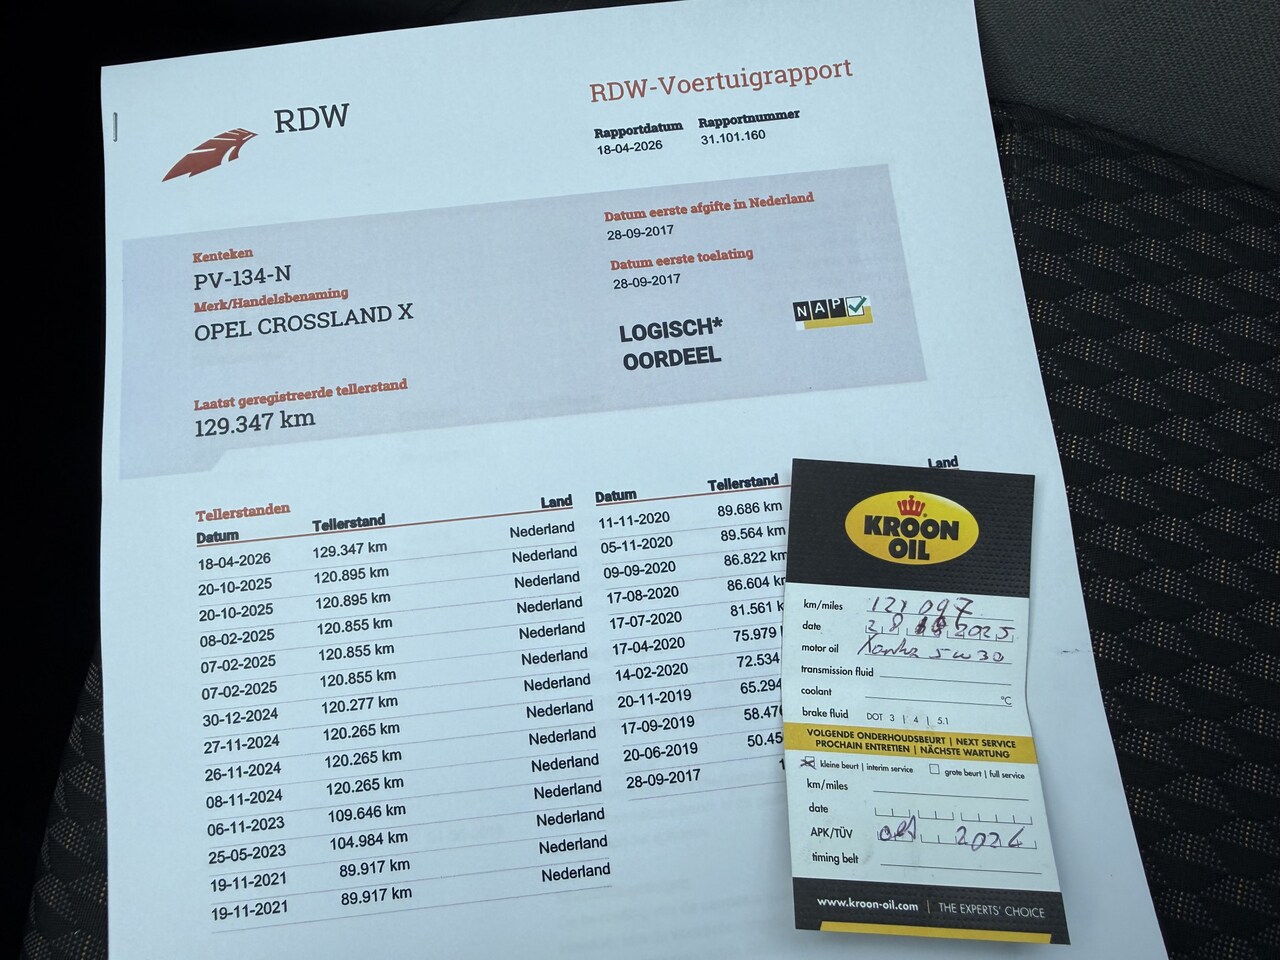 RDW
RDW-Voertuigrapport
Rapportdatum Rapportnummer
18-04-2026 31.101.160
Kenteken
PV-134-N
Merk/Handelsbenaming
OPEL CROSSLAND X
Laatst geregistreerde tellerstand
129.347 km
Datum eerste afgifte in Nederland
28-09-2017
Datum eerste toelating
28-09-2017
LOGISCH*
OORDEEL
NAP
Tellerstanden
Datum Tellerstand Land
18-04-2026 129.347 km Nederland
20-10-2025 120.895 km Nederland
20-10-2025 120.895 km Nederland
08-02-2025 120.855 km Nederland
07-02-2025 120.855 km Nederland
07-02-2025 120.855 km Nederland
30-12-2024 120.277 km Nederland
27-11-2024 120.265 km Nederland
26-11-2024 120.265 km Nederland
08-11-2024 120.265 km Nederland
06-11-2023 109.646 km Nederland
25-05-2023 104.984 km Nederland
19-11-2021 89.917 km Nederland
19-11-2021 89.917 km Nederland
Datum Tellerstand Land
11-11-2020 89.686 km
05-11-2020 89.564 km
09-09-2020 86.822 km
17-08-2020 86.604 km
17-07-2020 81.561 k
17-04-2020 75.979
14-02-2020 72.534
20-11-2019 65.294
17-09-2019 58.476
20-06-2019 50.45
28-09-2017
KROON
OIL
km/miles
date 2025
motor oil 5w30
transmission fluid
coolant °C
brake fluid DOT 3 | 4 | 5.1
VOLGENDE ONDERHOUDSBEURT | NEXT SERVICE
PROCHAIN ENTRETIEN | NÄCHSTE WARTUNG
kleine beurt | interim service grote beurt | full service
km/miles
date
APK/TÜV
timing belt
www.kroon-oil.com | THE EXPERTS' CHOICE